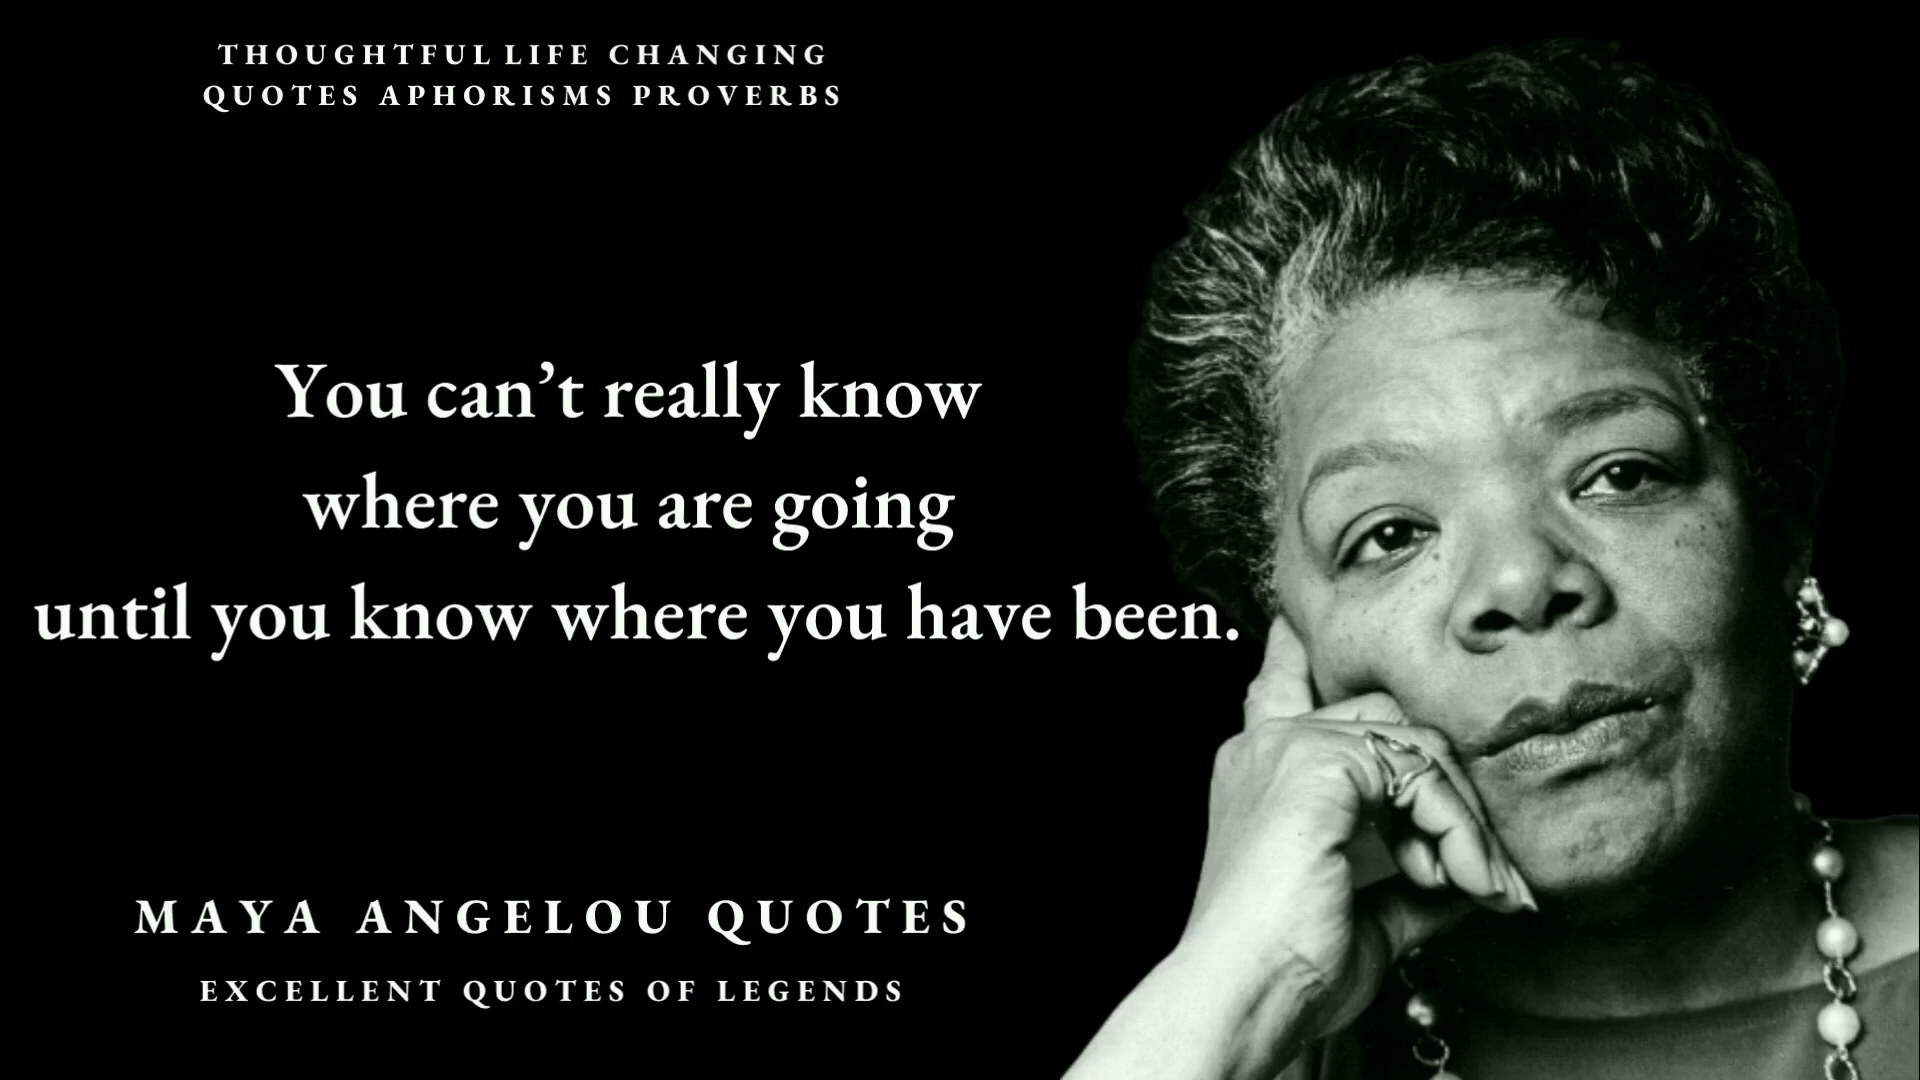 THOUGHTFUL LIFE CHANGING
QUOTES APHORISMS PROVERBS
You can’t really know
where you are going
until you know where you have been.
MAYA ANGELOU QUOTES
EXCELLENT QUOTES OF LEGENDS